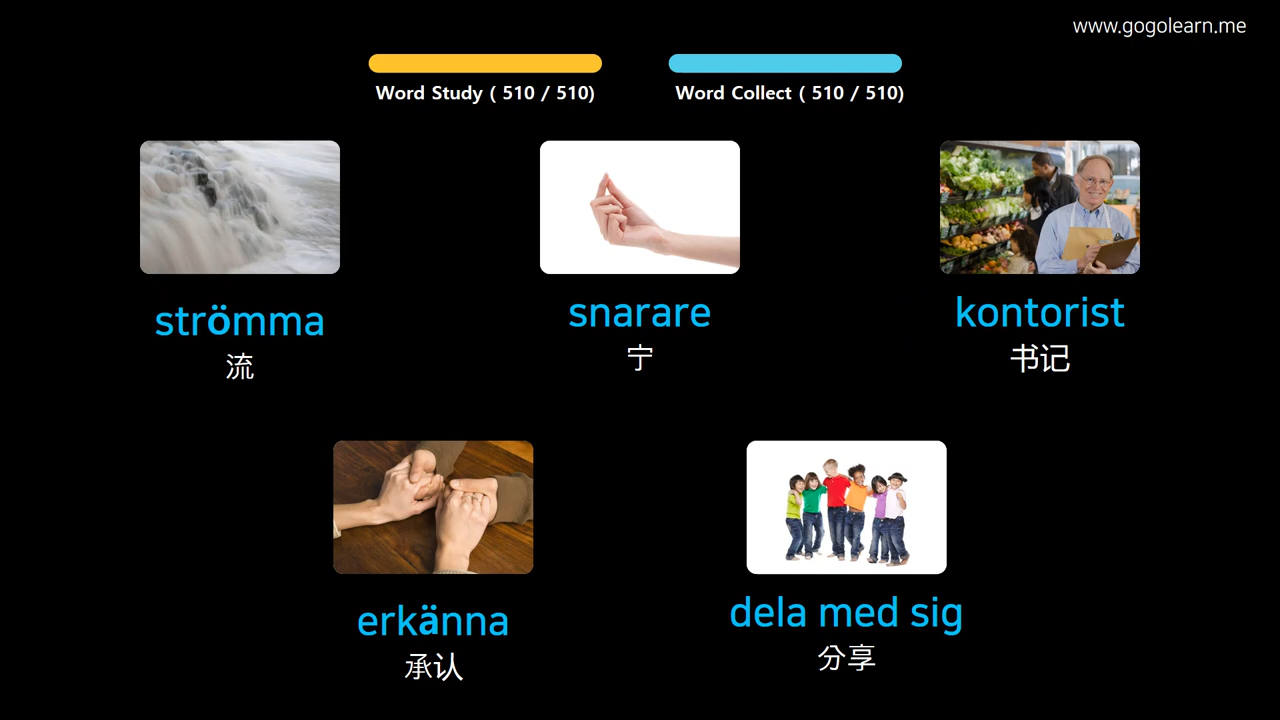 www.gogolearn.me
Word Study ( 510 / 510)
Word Collect ( 510 / 510)
strömma
流
snarare
宁
kontorist
书记
erkänna
承认
dela med sig
分享